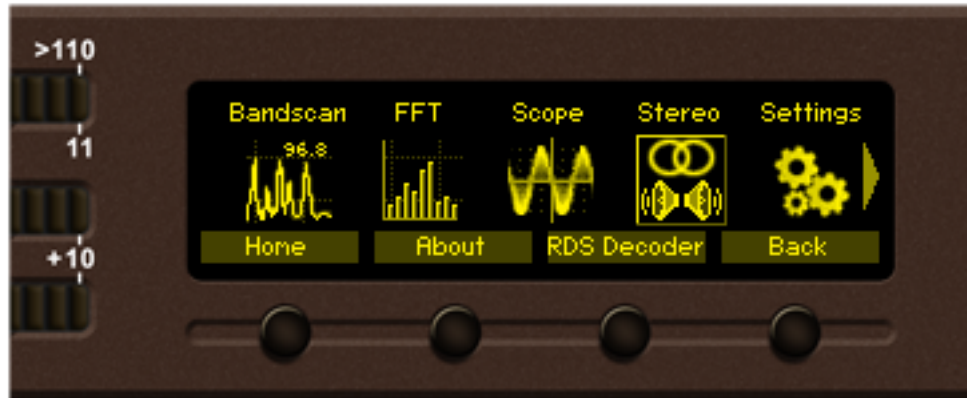 >110
11
+10
Bandscan FFT Scope Stereo Settings
96.8
Home About RDS Decoder Back